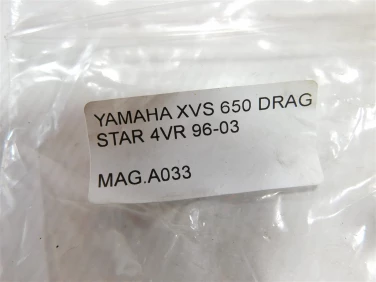 YAMAHA XVS 650 DRAG
STAR 4VR 96-03
MAG.A033